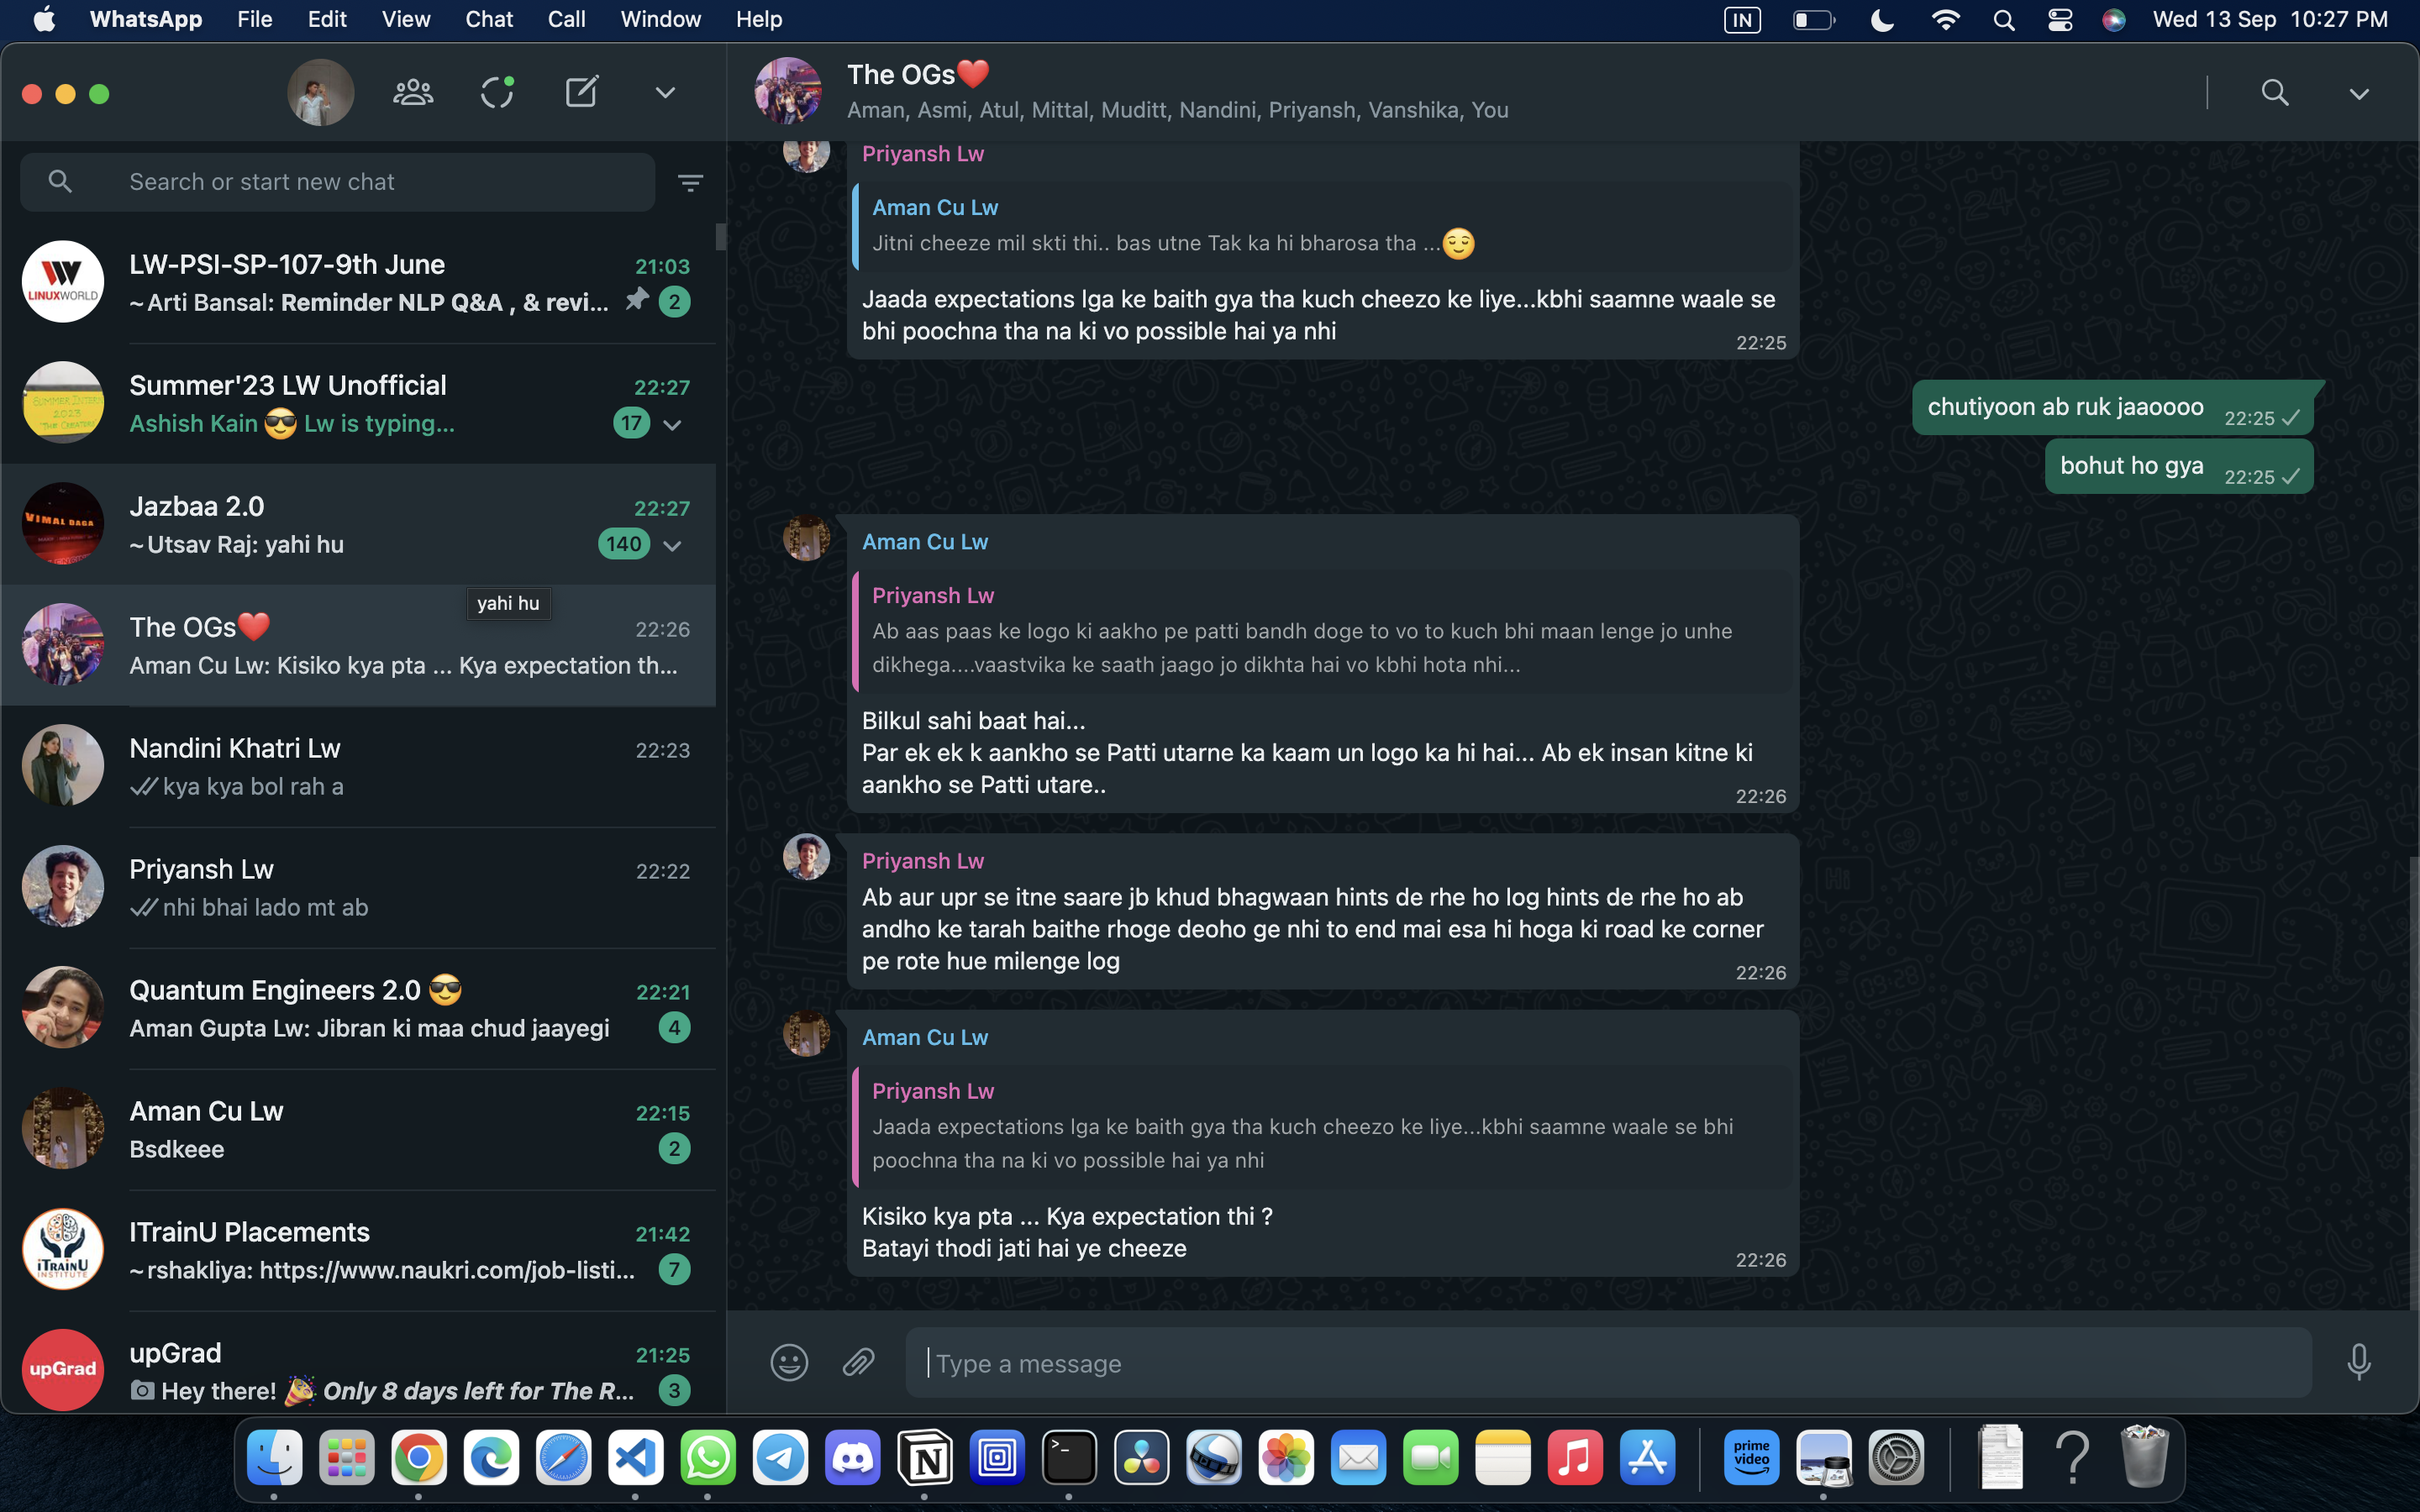 WhatsApp File Edit View Chat Call Window Help IN Wed 13 Sep 10:27 PM
Search or start new chat
LW-PSI-SP-107-9th June 21:03
~Arti Bansal: Reminder NLP Q&A , & revi... 2
LINUXWORLD
Summer'23 LW Unofficial 22:27
Ashish Kain 😎 Lw is typing... 17
SUMMER INTERN
2023
Jazbaa 2.0 22:27
~Utsav Raj: yahi hu 140
VIMAL DAGA
yahi hu
The OGs❤️ 22:26
Aman Cu Lw: Kisiko kya pta ... Kya expectation th...
Nandini Khatri Lw 22:23
kya kya bol rah a
Priyansh Lw 22:22
nhi bhai lado mt ab
Quantum Engineers 2.0 😎 22:21
Aman Gupta Lw: Jibran ki maa chud jaayegi 4
Aman Cu Lw 22:15
Bsdkeee 2
ITrainU Placements 21:42
~rshakliya: https://www.naukri.com/job-listi... 7
iTRAINU
INSTITUTE
upGrad 21:25
Hey there! 🎉 Only 8 days left for The R... 3
upGrad
The OGs❤️
Aman, Asmi, Atul, Mittal, Muditt, Nandini, Priyansh, Vanshika, You
Priyansh Lw
Aman Cu Lw
Jitni cheeze mil skti thi.. bas utne Tak ka hi bharosa tha ...😌
Jaada expectations lga ke baith gya tha kuch cheezo ke liye...kbhi saamne waale se
bhi poochna tha na ki vo possible hai ya nhi
22:25
chutiyoon ab ruk jaaoooo 22:25
bohut ho gya 22:25
Aman Cu Lw
Priyansh Lw
Ab aas paas ke logo ki aakho pe patti bandh doge to vo to kuch bhi maan lenge jo unhe
dikhega....vaastvika ke saath jaago jo dikhta hai vo kbhi hota nhi...
Bilkul sahi baat hai...
Par ek ek k aankho se Patti utarne ka kaam un logo ka hi hai... Ab ek insan kitne ki
aankho se Patti utare..
22:26
Priyansh Lw
Ab aur upr se itne saare jb khud bhagwaan hints de rhe ho log hints de rhe ho ab
andho ke tarah baithe rhoge deoho ge nhi to end mai esa hi hoga ki road ke corner
pe rote hue milenge log
22:26
Aman Cu Lw
Priyansh Lw
Jaada expectations lga ke baith gya tha kuch cheezo ke liye...kbhi saamne waale se bhi
poochna tha na ki vo possible hai ya nhi
Kisiko kya pta ... Kya expectation thi ?
Batayi thodi jati hai ye cheeze
22:26
Type a message
prime
video